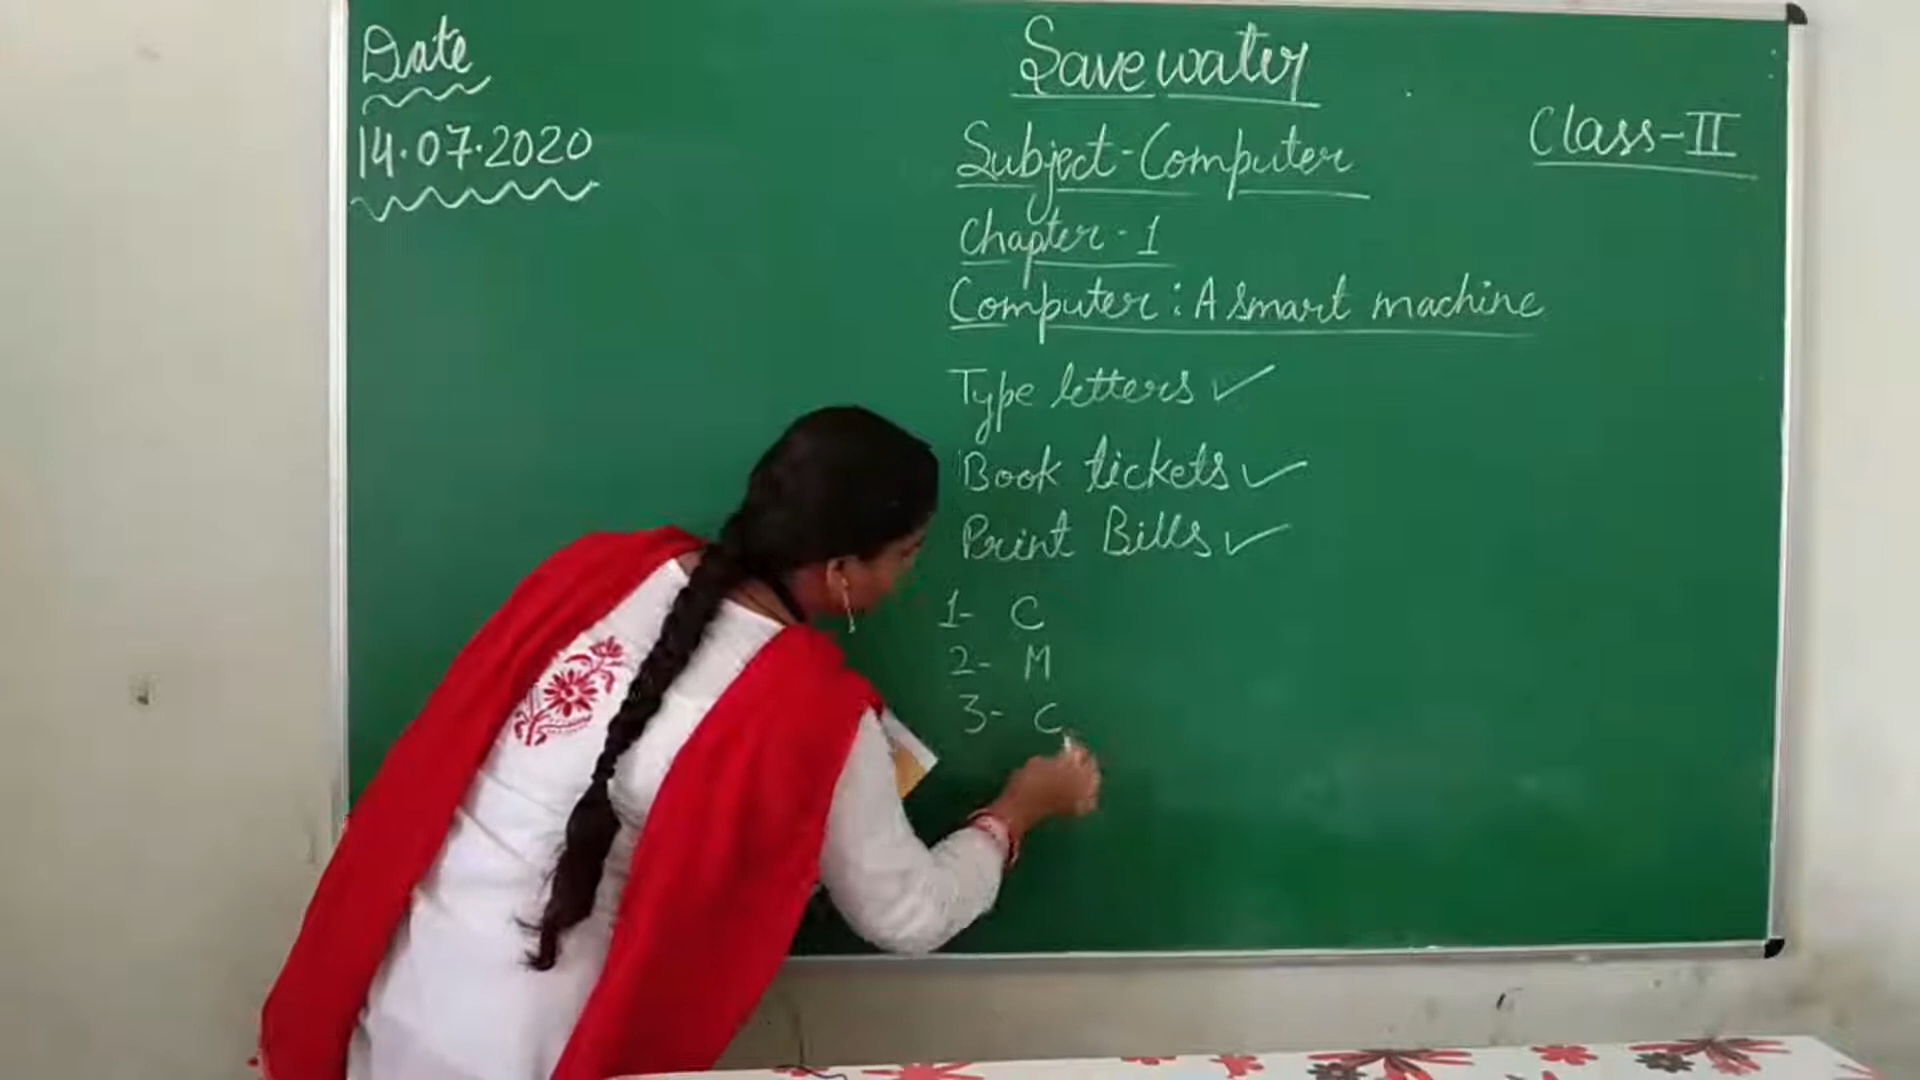 Date
14.07.2020
Save water
Class-II
Subject-Computer
Chapter-1
Computer: A smart machine
Type letters ✓
Book tickets ✓
Print Bills ✓
1- C
2- M
3- C